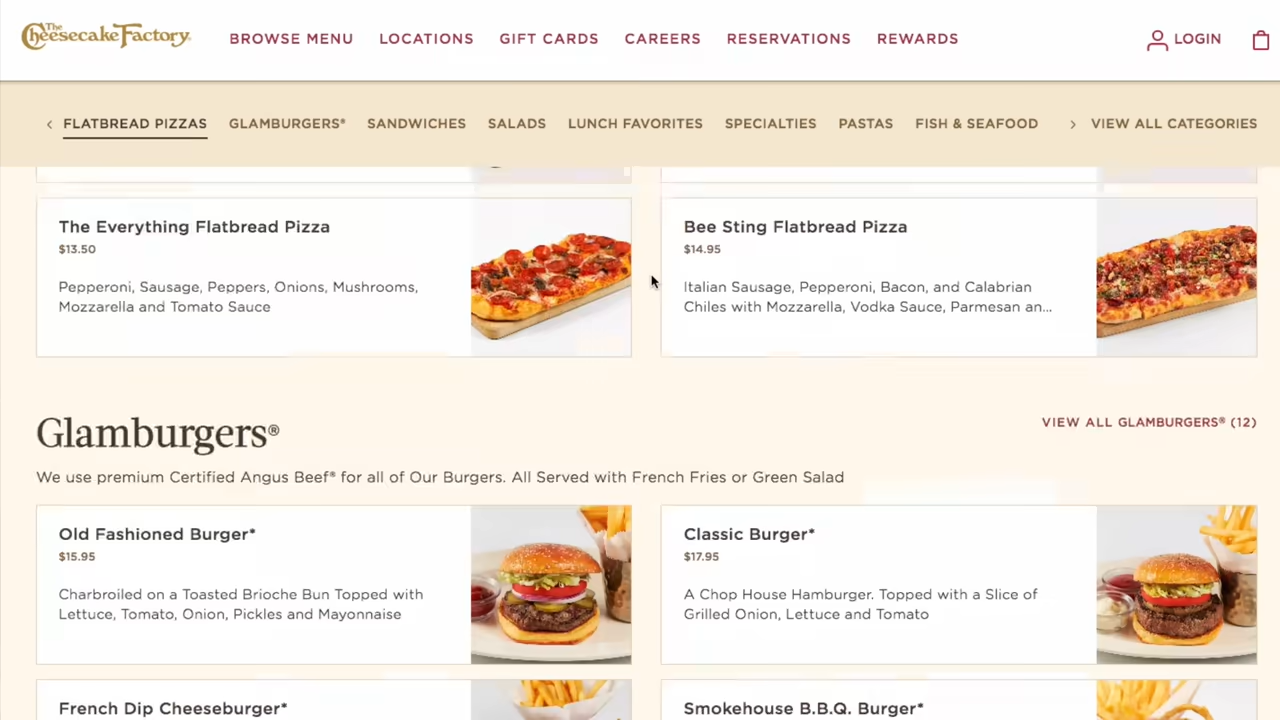 The
Cheesecake Factory
BROWSE MENU LOCATIONS GIFT CARDS CAREERS RESERVATIONS REWARDS LOGIN
FLATBREAD PIZZAS GLAMBURGERS® SANDWICHES SALADS LUNCH FAVORITES SPECIALTIES PASTAS FISH & SEAFOOD VIEW ALL CATEGORIES
The Everything Flatbread Pizza
$13.50
Pepperoni, Sausage, Peppers, Onions, Mushrooms,
Mozzarella and Tomato Sauce
Bee Sting Flatbread Pizza
$14.95
Italian Sausage, Pepperoni, Bacon, and Calabrian
Chiles with Mozzarella, Vodka Sauce, Parmesan an...
Glamburgers®
VIEW ALL GLAMBURGERS® (12)
We use premium Certified Angus Beef® for all of Our Burgers. All Served with French Fries or Green Salad
Old Fashioned Burger*
$15.95
Charbroiled on a Toasted Brioche Bun Topped with
Lettuce, Tomato, Onion, Pickles and Mayonnaise
Classic Burger*
$17.95
A Chop House Hamburger. Topped with a Slice of
Grilled Onion, Lettuce and Tomato
French Dip Cheeseburger*
Smokehouse B.B.Q. Burger*